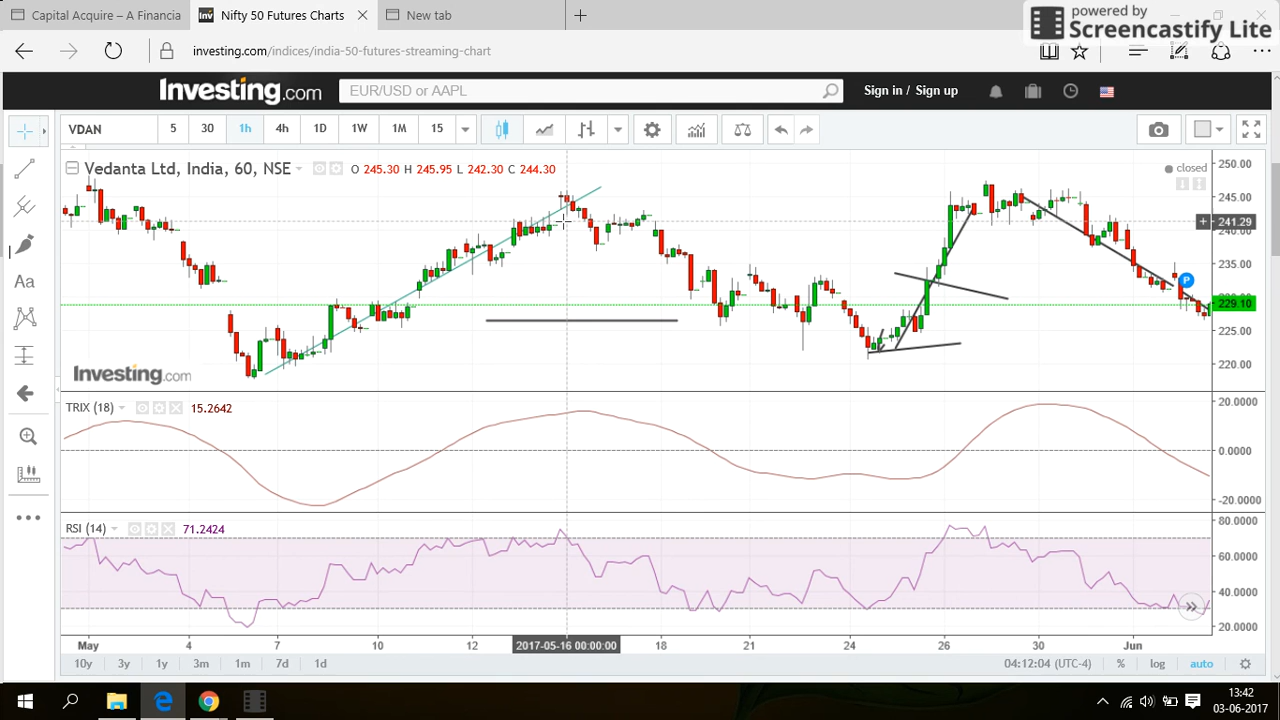 Capital Acquire – A Financia
Nifty 50 Futures Charts
New tab
powered by
Screencastify Lite
investing.com/indices/india-50-futures-streaming-chart
Investing.com
EUR/USD or AAPL
Sign in / Sign up
VDAN
5
30
1h
4h
1D
1W
1M
15
Vedanta Ltd, India, 60, NSE
O 245.30 H 245.95 L 242.30 C 244.30
closed
250.00
245.00
241.29
240.00
235.00
P
229.10
225.00
220.00
Aa
Investing.com
TRIX (18)
15.2642
20.0000
0.0000
-20.0000
RSI (14)
71.2424
80.0000
60.0000
40.0000
20.0000
May
4
7
10
12
2017-05-16 00:00:00
18
21
24
26
30
Jun
10y
3y
1y
3m
1m
7d
1d
04:12:04 (UTC-4)
%
log
auto
13:42
03-06-2017